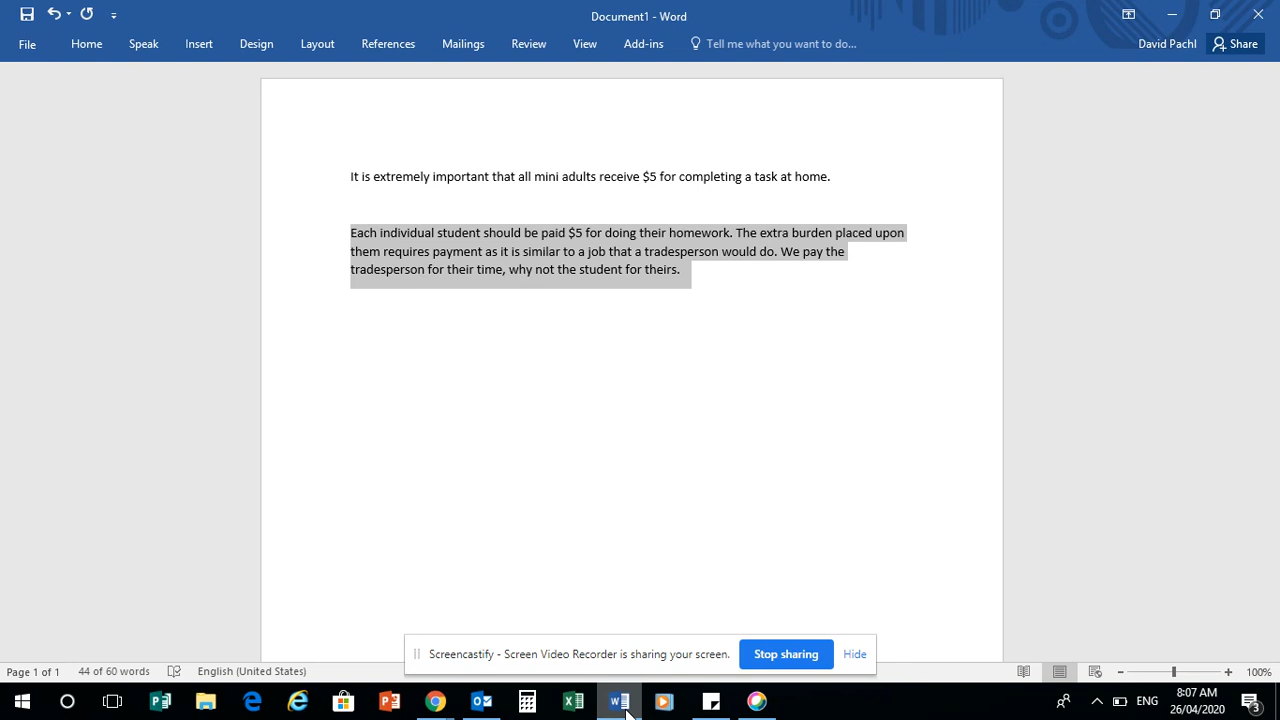 Document1 - Word
File Home Speak Insert Design Layout References Mailings Review View Add-ins Tell me what you want to do... David Pachl Share
It is extremely important that all mini adults receive $5 for completing a task at home.
Each individual student should be paid $5 for doing their homework. The extra burden placed upon
them requires payment as it is similar to a job that a tradesperson would do. We pay the
tradesperson for their time, why not the student for theirs.
Screencastify - Screen Video Recorder is sharing your screen. Stop sharing Hide
Page 1 of 1 44 of 60 words English (United States) 100%
ENG 8:07 AM
26/04/2020 3